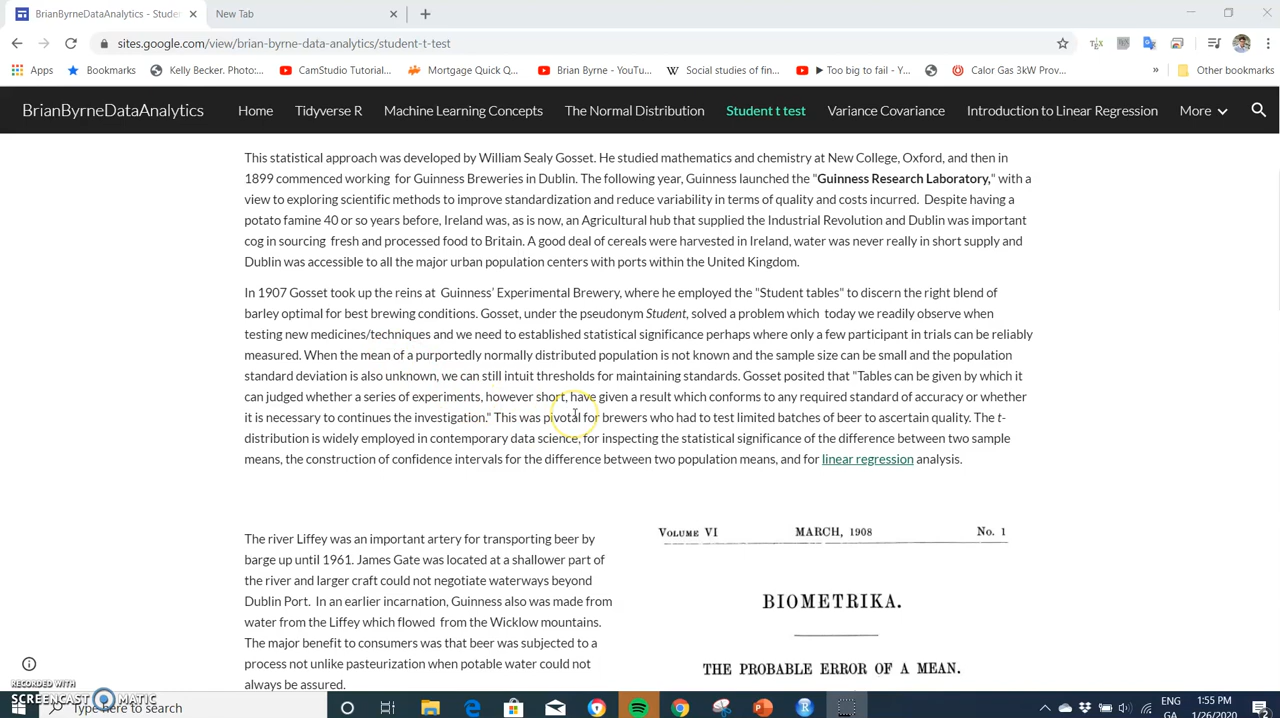 BrianByrneDataAnalytics - Studen
New Tab
sites.google.com/view/brian-byrne-data-analytics/student-t-test
Apps
Bookmarks
Kelly Becker. Photo:...
CamStudio Tutorial...
Mortgage Quick Q...
Brian Byrne - YouTu...
Social studies of fin...
▶ Too big to fail - Y...
Calor Gas 3kW Prov...
»
Other bookmarks
BrianByrneDataAnalytics
Home
Tidyverse R
Machine Learning Concepts
The Normal Distribution
Student t test
Variance Covariance
Introduction to Linear Regression
More
This statistical approach was developed by William Sealy Gosset. He studied mathematics and chemistry at New College, Oxford, and then in
1899 commenced working for Guinness Breweries in Dublin. The following year, Guinness launched the "Guinness Research Laboratory," with a
view to exploring scientific methods to improve standardization and reduce variability in terms of quality and costs incurred. Despite having a
potato famine 40 or so years before, Ireland was, as is now, an Agricultural hub that supplied the Industrial Revolution and Dublin was important
cog in sourcing fresh and processed food to Britain. A good deal of cereals were harvested in Ireland, water was never really in short supply and
Dublin was accessible to all the major urban population centers with ports within the United Kingdom.
In 1907 Gosset took up the reins at Guinness' Experimental Brewery, where he employed the "Student tables" to discern the right blend of
barley optimal for best brewing conditions. Gosset, under the pseudonym Student, solved a problem which today we readily observe when
testing new medicines/techniques and we need to established statistical significance perhaps where only a few participant in trials can be reliably
measured. When the mean of a purportedly normally distributed population is not known and the sample size can be small and the population
standard deviation is also unknown, we can still intuit thresholds for maintaining standards. Gosset posited that "Tables can be given by which it
can judged whether a series of experiments, however short, have given a result which conforms to any required standard of accuracy or whether
it is necessary to continues the investigation." This was pivotal for brewers who had to test limited batches of beer to ascertain quality. The t-
distribution is widely employed in contemporary data science, for inspecting the statistical significance of the difference between two sample
means, the construction of confidence intervals for the difference between two population means, and for linear regression analysis.
The river Liffey was an important artery for transporting beer by
barge up until 1961. James Gate was located at a shallower part of
the river and larger craft could not negotiate waterways beyond
Dublin Port. In an earlier incarnation, Guinness also was made from
water from the Liffey which flowed from the Wicklow mountains.
The major benefit to consumers was that beer was subjected to a
process not unlike pasteurization when potable water could not
always be assured.
VOLUME VI
MARCH, 1908
No. 1
BIOMETRIKA.
THE PROBABLE ERROR OF A MEAN.
RECORDED WITH
SCREENCAST MATIC
Type here to search
ENG
GA
1:55 PM
1/26/2020
2